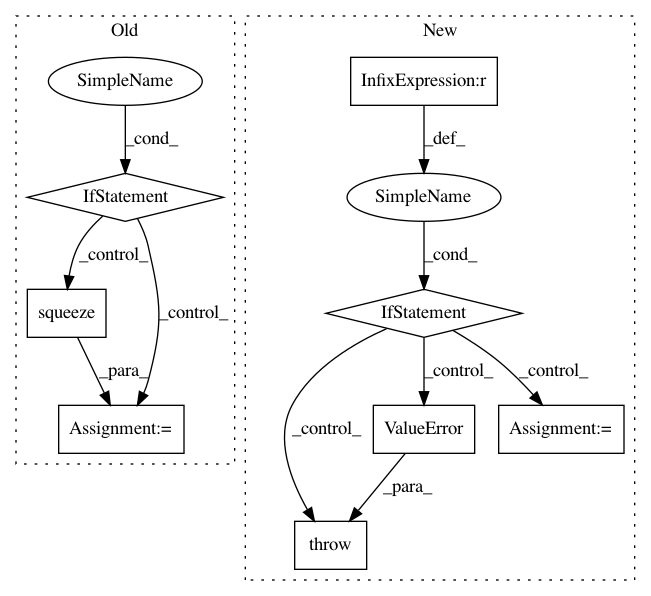 Old
New
SimpleName
InfixExpression:r
_cond_
_def_
IfStatement
SimpleName
_control_
_cond_
squeeze
_control_
IfStatement
_para_
_control_
_control_
_control_
Assignment:=
ValueError
Assignment:=
_para_
throw